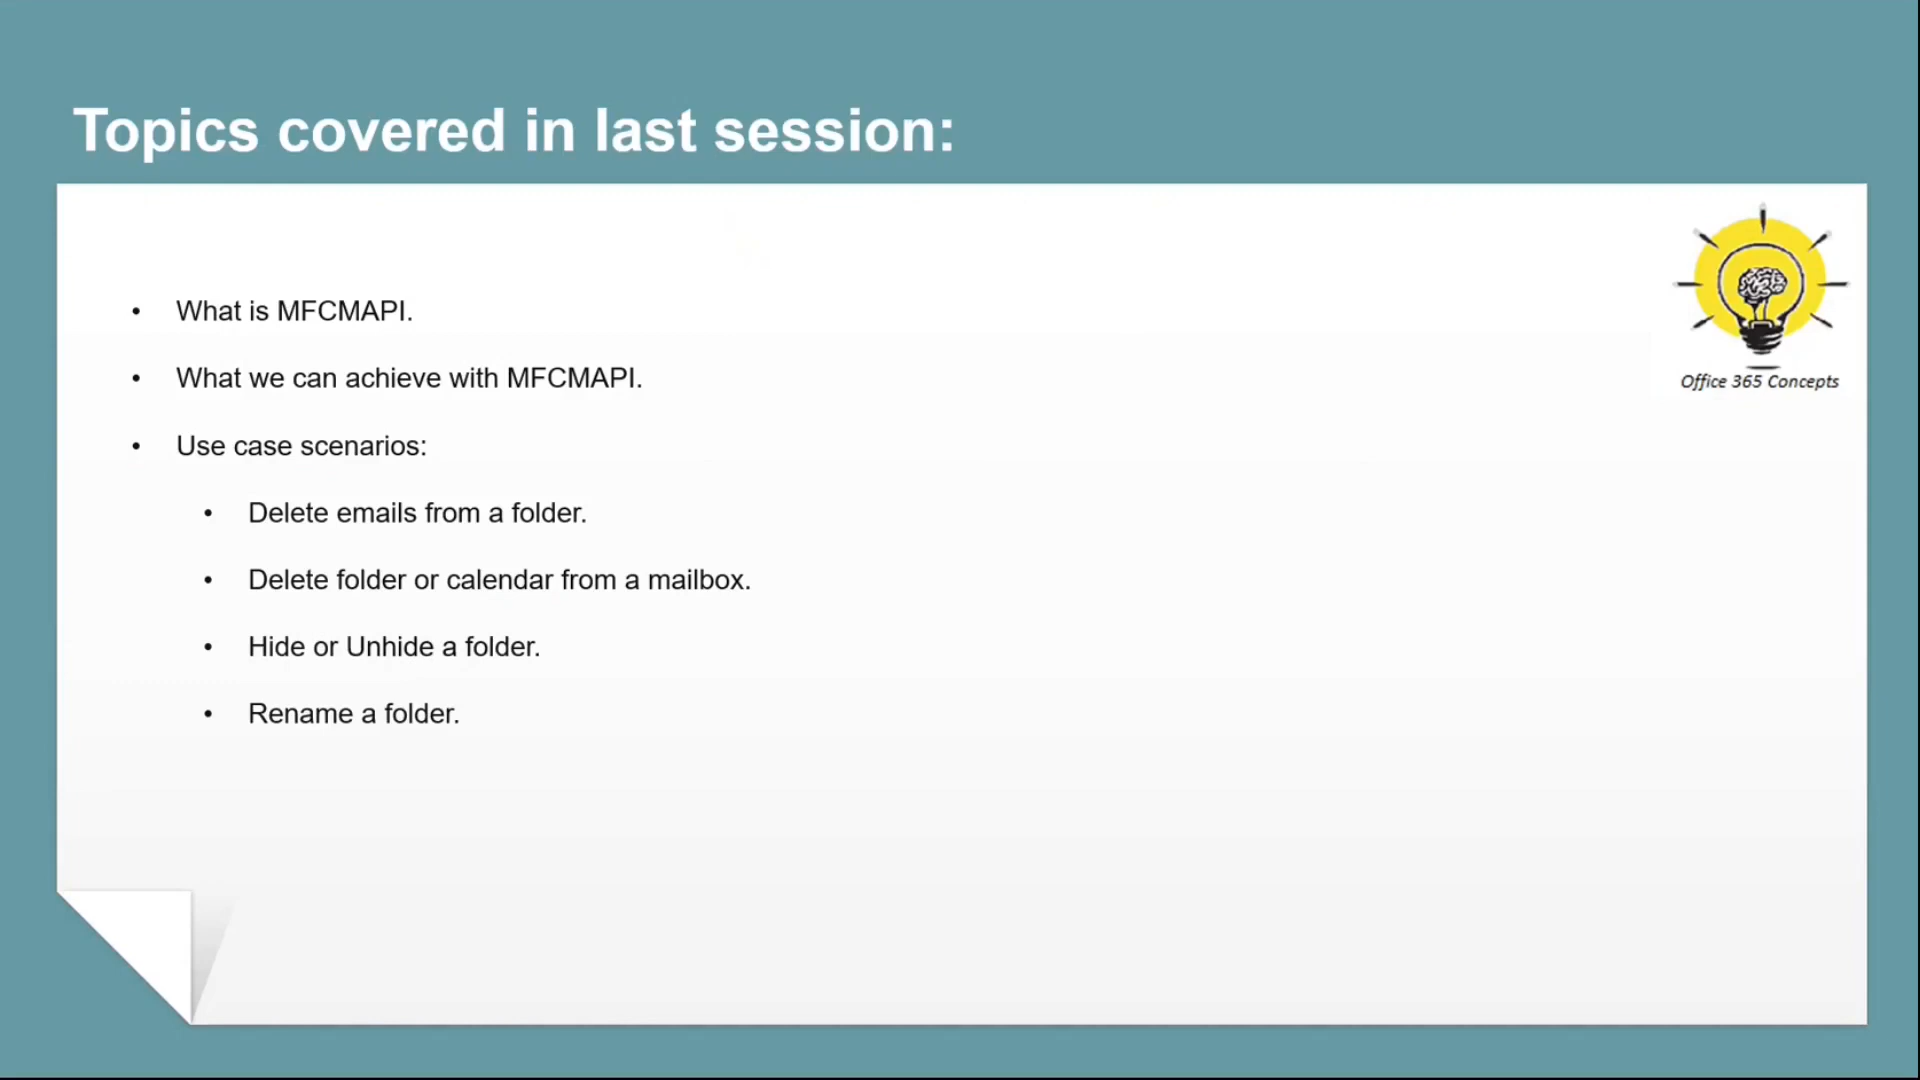 Topics covered in last session:
• What is MFCMAPI.
• What we can achieve with MFCMAPI.
• Use case scenarios:
• Delete emails from a folder.
• Delete folder or calendar from a mailbox.
• Hide or Unhide a folder.
• Rename a folder.
Office 365 Concepts